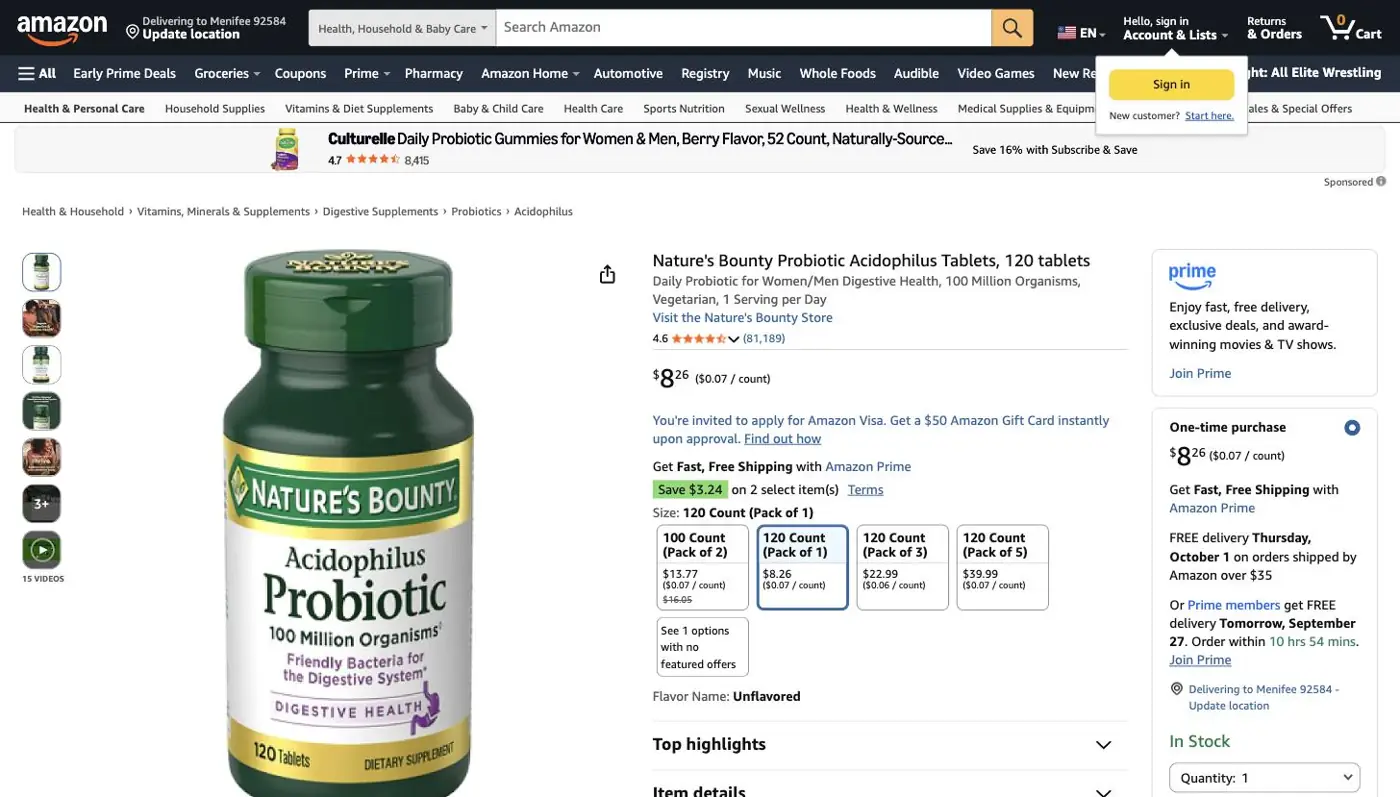 amazon
Delivering to Menifee 92584
Update location
Health, Household & Baby Care
Search Amazon
EN
Hello, sign in
Account & Lists
Returns
& Orders
0
Cart
All
Early Prime Deals
Groceries
Coupons
Prime
Pharmacy
Amazon Home
Automotive
Registry
Music
Whole Foods
Audible
Video Games
New Re
ght: All Elite Wrestling
Sign in
New customer? Start here.
Health & Personal Care
Household Supplies
Vitamins & Diet Supplements
Baby & Child Care
Health Care
Sports Nutrition
Sexual Wellness
Health & Wellness
Medical Supplies & Equipm
ales & Special Offers
Culturelle Daily Probiotic Gummies for Women & Men, Berry Flavor, 52 Count, Naturally-Source...
4.7
8,415
Save 16% with Subscribe & Save
Sponsored
Health & Household › Vitamins, Minerals & Supplements › Digestive Supplements › Probiotics › Acidophilus
3+
15 VIDEOS
NATURE'S
BOUNTY
NATURE'S BOUNTY
Acidophilus
Probiotic
100 Million Organisms
Friendly Bacteria for
the Digestive System*
DIGESTIVE HEALTH
120 Tablets
DIETARY SUPPLEMENT
Nature's Bounty Probiotic Acidophilus Tablets, 120 tablets
Daily Probiotic for Women/Men Digestive Health, 100 Million Organisms,
Vegetarian, 1 Serving per Day
Visit the Nature's Bounty Store
4.6
(81,189)
$8 26 ($0.07 / count)
You're invited to apply for Amazon Visa. Get a $50 Amazon Gift Card instantly
upon approval. Find out how
Get Fast, Free Shipping with Amazon Prime
Save $3.24 on 2 select item(s) Terms
Size: 120 Count (Pack of 1)
100 Count
(Pack of 2)
$13.77
($0.07 / count)
$16.05
120 Count
(Pack of 1)
$8.26
($0.07 / count)
120 Count
(Pack of 3)
$22.99
($0.06 / count)
120 Count
(Pack of 5)
$39.99
($0.07 / count)
See 1 options
with no
featured offers
Flavor Name: Unflavored
Top highlights
Item details
prime
Enjoy fast, free delivery,
exclusive deals, and award-
winning movies & TV shows.
Join Prime
One-time purchase
$8 26 ($0.07 / count)
Get Fast, Free Shipping with
Amazon Prime
FREE delivery Thursday,
October 1 on orders shipped by
Amazon over $35
Or Prime members get FREE
delivery Tomorrow, September
27. Order within 10 hrs 54 mins.
Join Prime
Delivering to Menifee 92584 -
Update location
In Stock
Quantity: 1